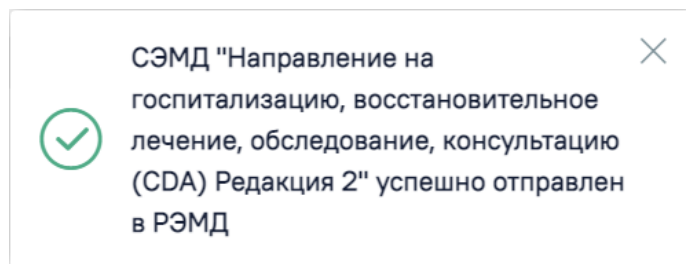 СЭМД "Направление на
госпитализацию, восстановительное
лечение, обследование, консультацию
(CDA) Редакция 2" успешно отправлен
в РЭМД